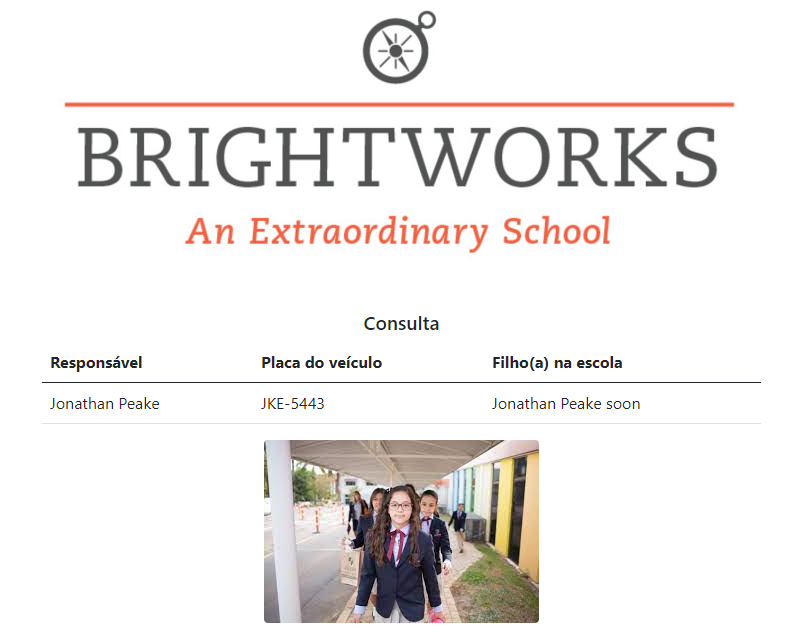 BRIGHTWORKS
An Extraordinary School
Consulta
Responsável Placa do veículo Filho(a) na escola
Jonathan Peake JKE-5443 Jonathan Peake soon